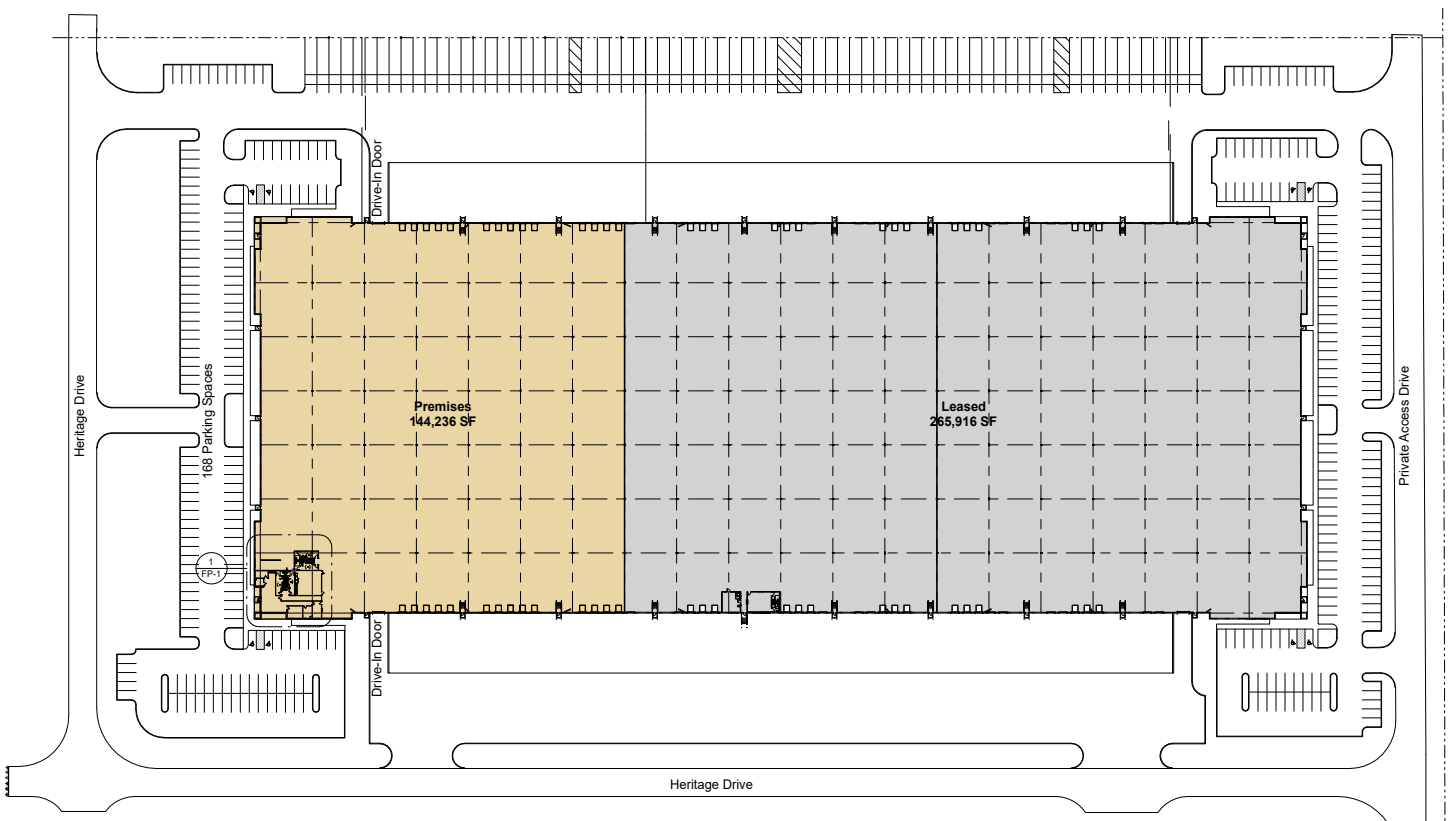 Drive-In Door
Heritage Drive
168 Parking Spaces
Premises
144,236 SF
Leased
265,916 SF
Private Access Drive
1
FP-1
Drive-In Door
Heritage Drive